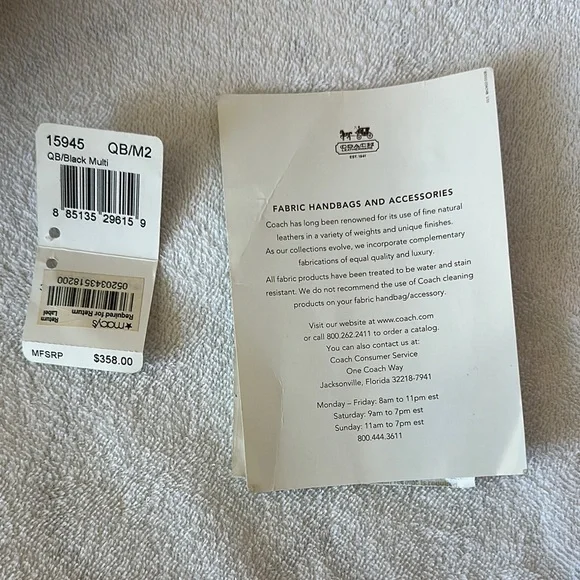 15945 QB/M2
QB/Black Multi
8 85135 29615 9
0520343518200
★macy's
Required for Return
Return
Label
MFSRP $358.00
COACH
EST. 1941
FABRIC HANDBAGS AND ACCESSORIES
Coach has long been renowned for its use of fine natural
leathers in a variety of weights and unique finishes.
As our collections evolve, we incorporate complementary
fabrications of equal quality and luxury.
All fabric products have been treated to be water and stain
resistant. We do not recommend the use of Coach cleaning
products on your fabric handbag/accessory.
Visit our website at www.coach.com
or call 800.262.2411 to order a catalog.
You can also contact us at:
Coach Consumer Service
One Coach Way
Jacksonville, Florida 32218-7941
Monday – Friday: 8am to 11pm est
Saturday: 9am to 7pm est
Sunday: 11am to 7pm est
800.444.3611